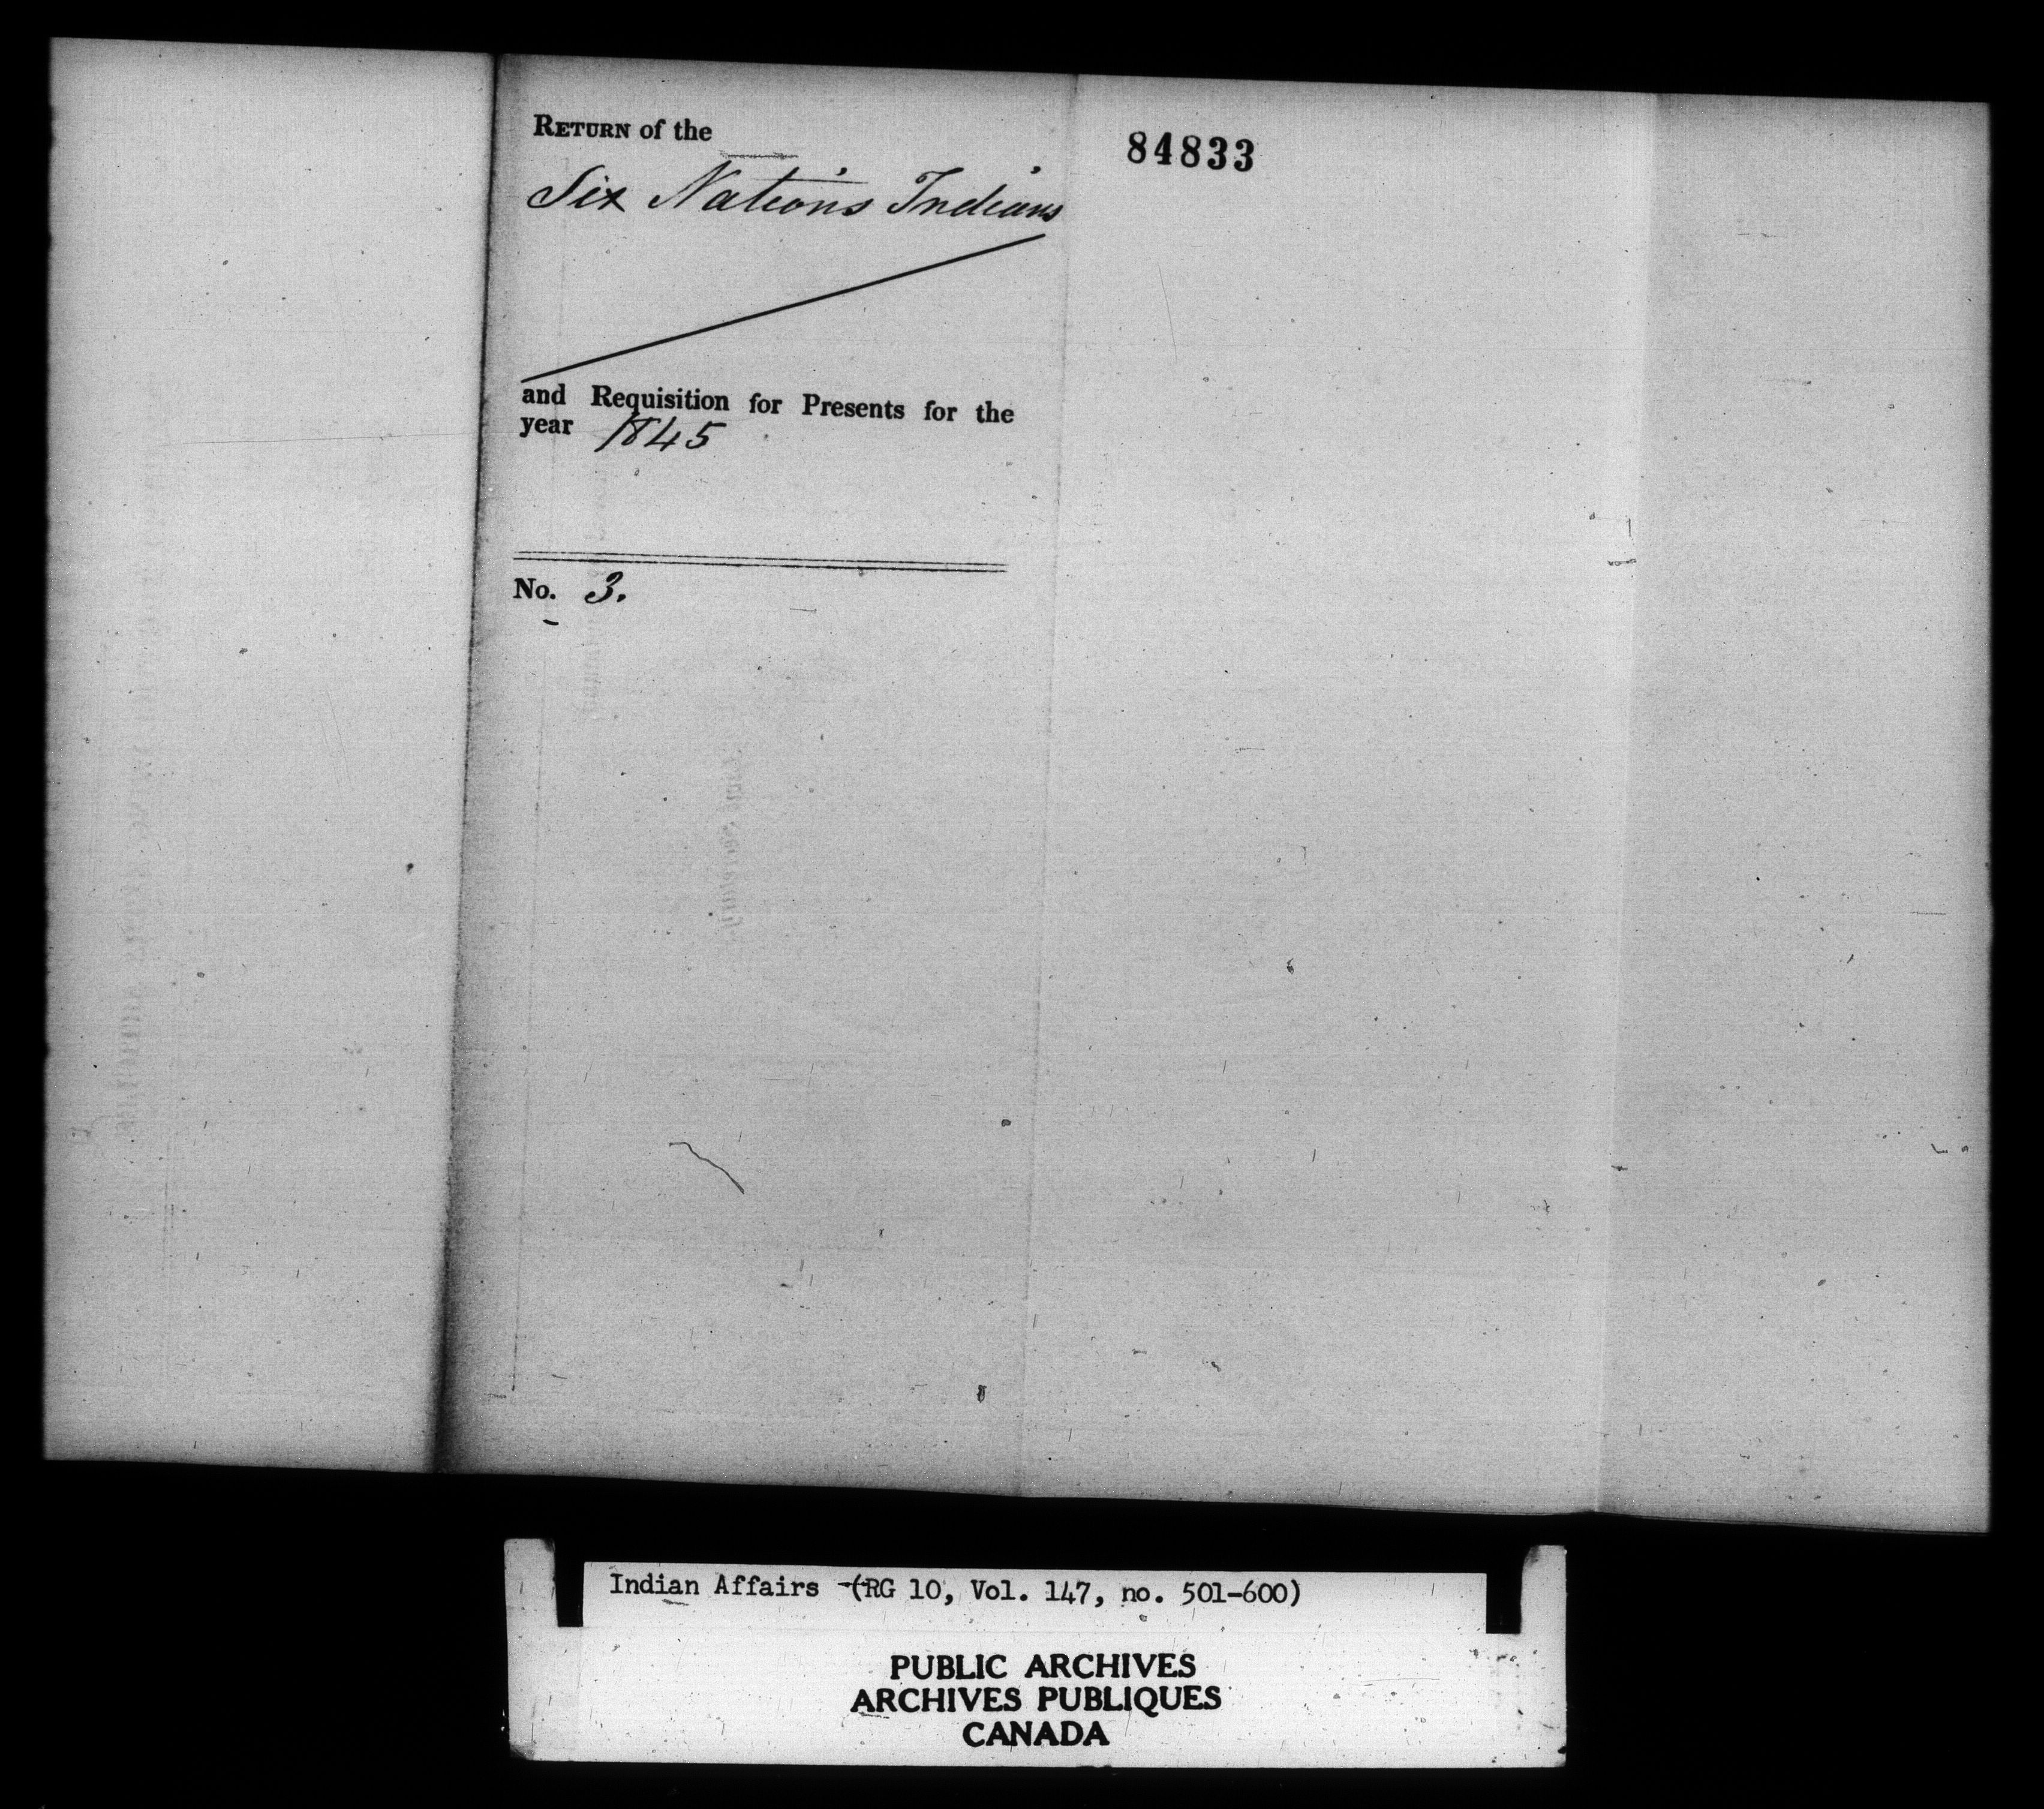 RETURN of the
Six Nations Indians
84833
and Requisition for Presents for the
year 1845
No. 3.
Indian Affairs (RG 10, Vol. 147, no. 501-600)
PUBLIC ARCHIVES
ARCHIVES PUBLIQUES
CANADA